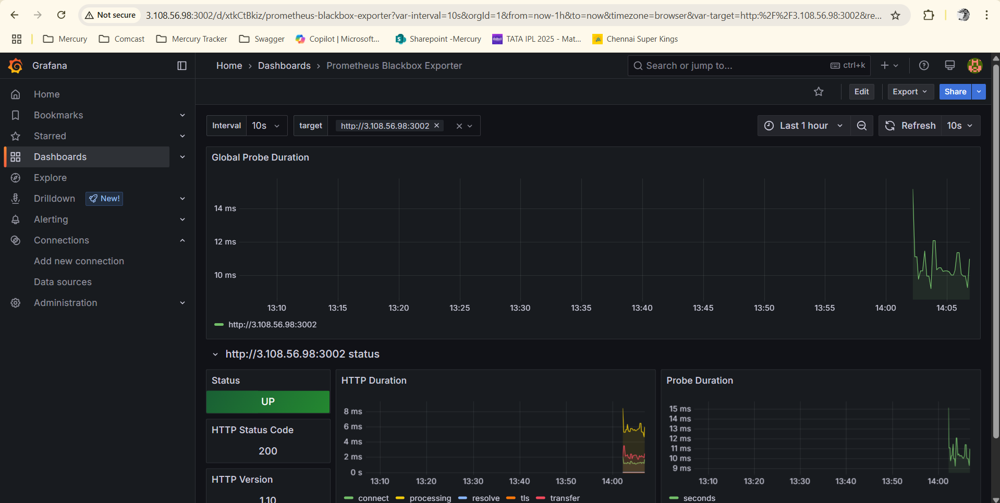 Not secure
3.108.56.98:3002/d/xtkCtBkiz/prometheus-blackbox-exporter?var-interval=10s&orgId=1&from=now-1h&to=now&timezone=browser&var-target=http:%2F%2F3.108.56.98:3002&re...
Mercury
Comcast
Mercury Tracker
Swagger
Copilot | Microsoft...
Sharepoint -Mercury
TATA IPL 2025 - Mat...
Chennai Super Kings
Grafana
Home › Dashboards › Prometheus Blackbox Exporter
Search or jump to...
ctrl+k
Edit
Export
Share
Home
Bookmarks
Starred
Dashboards
Explore
Drilldown
New!
Alerting
Connections
Add new connection
Data sources
Administration
Interval
10s
target
http://3.108.56.98:3002
Last 1 hour
Refresh
10s
Global Probe Duration
14 ms
12 ms
10 ms
13:10 13:15 13:20 13:25 13:30 13:35 13:40 13:45 13:50 13:55 14:00 14:05
http://3.108.56.98:3002
http://3.108.56.98:3002 status
Status
UP
HTTP Status Code
200
HTTP Version
1.10
HTTP Duration
8 ms
6 ms
4 ms
2 ms
0 s
13:10 13:20 13:30 13:40 13:50 14:00
connect processing resolve tls transfer
Probe Duration
15 ms
14 ms
13 ms
12 ms
11 ms
10 ms
9 ms
13:10 13:20 13:30 13:40 13:50 14:00
seconds